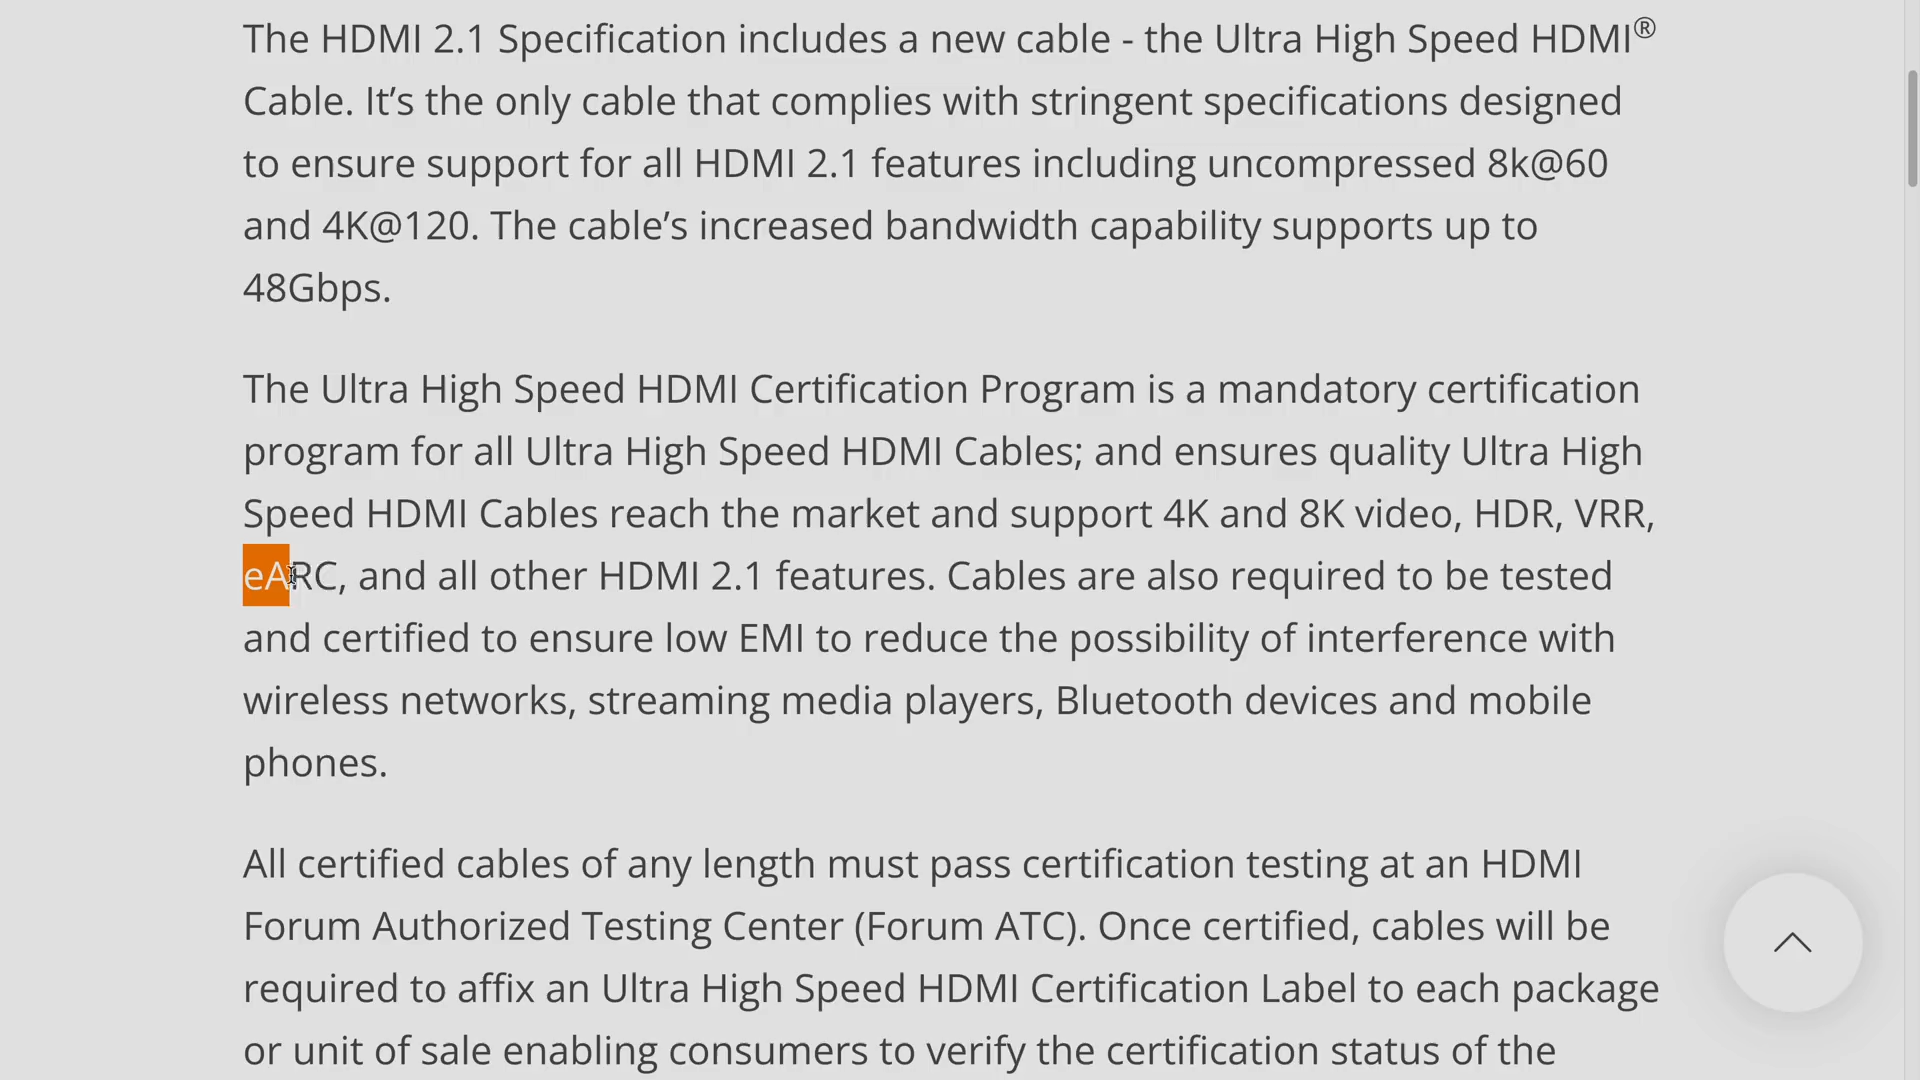 The HDMI 2.1 Specification includes a new cable - the Ultra High Speed HDMI®
Cable. It’s the only cable that complies with stringent specifications designed
to ensure support for all HDMI 2.1 features including uncompressed 8k@60
and 4K@120. The cable’s increased bandwidth capability supports up to
48Gbps.
The Ultra High Speed HDMI Certification Program is a mandatory certification
program for all Ultra High Speed HDMI Cables; and ensures quality Ultra High
Speed HDMI Cables reach the market and support 4K and 8K video, HDR, VRR,
eARC, and all other HDMI 2.1 features. Cables are also required to be tested
and certified to ensure low EMI to reduce the possibility of interference with
wireless networks, streaming media players, Bluetooth devices and mobile
phones.
All certified cables of any length must pass certification testing at an HDMI
Forum Authorized Testing Center (Forum ATC). Once certified, cables will be
required to affix an Ultra High Speed HDMI Certification Label to each package
or unit of sale enabling consumers to verify the certification status of the